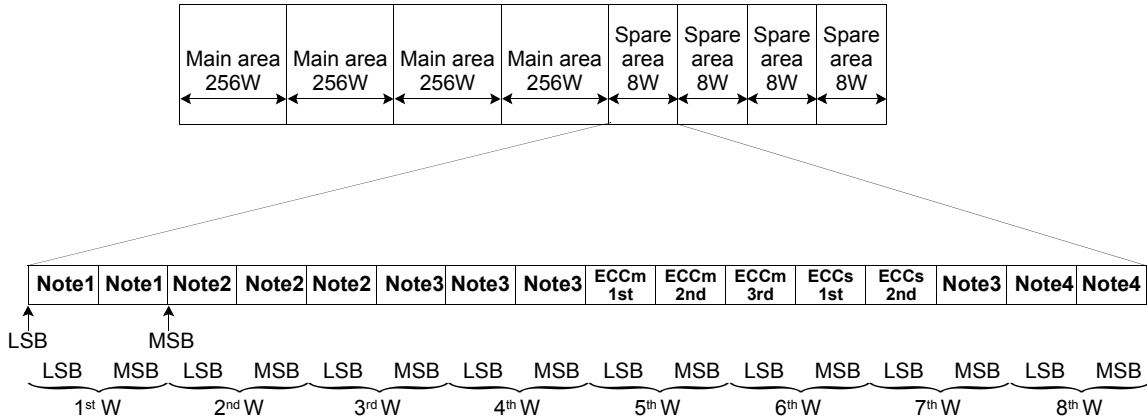 Main area 256W
Main area 256W
Main area 256W
Main area 256W
Spare area 8W
Spare area 8W
Spare area 8W
Spare area 8W
Note1 Note1 Note2 Note2 Note2 Note3 Note3 Note3 ECCm 1st ECCm 2nd ECCm 3rd ECCs 1st ECCs 2nd Note3 Note4 Note4
LSB MSB
LSB MSB LSB MSB LSB MSB LSB MSB LSB MSB LSB MSB LSB MSB LSB MSB
1st W 2nd W 3rd W 4th W 5th W 6th W 7th W 8th W